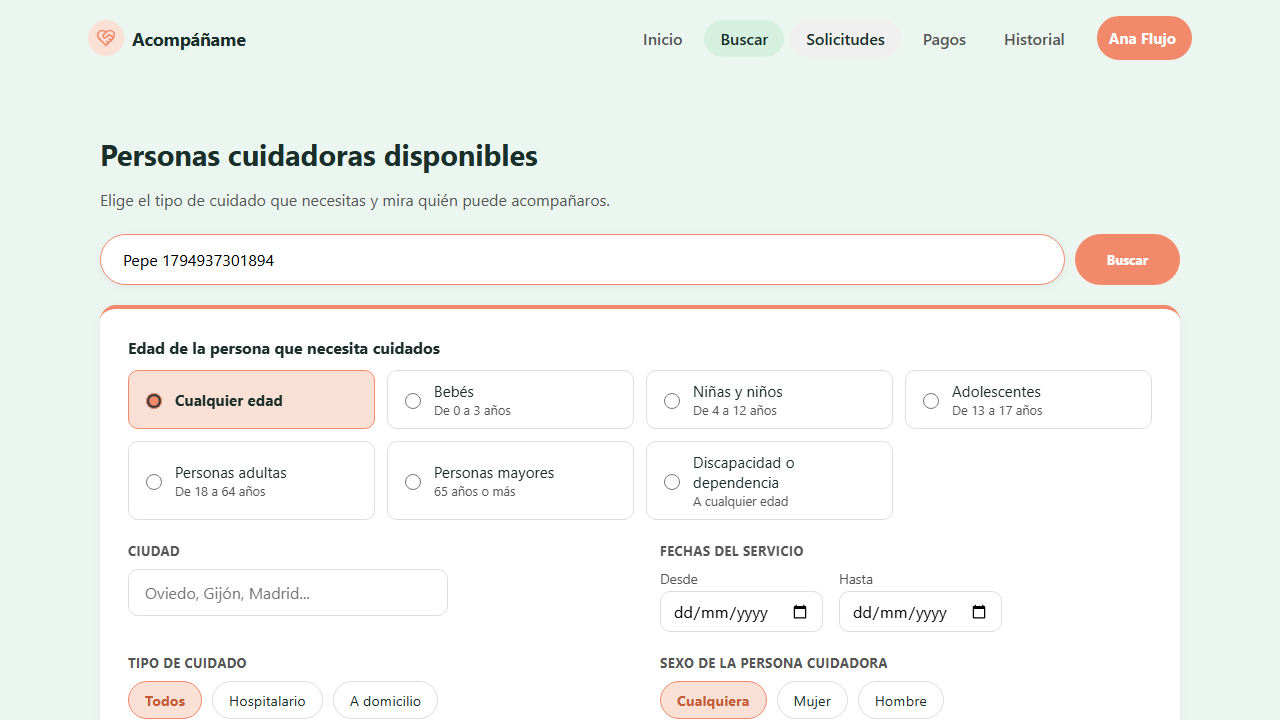 Acompáñame
Inicio
Buscar
Solicitudes
Pagos
Historial
Ana Flujo
Personas cuidadoras disponibles
Elige el tipo de cuidado que necesitas y mira quién puede acompañaros.
Pepe 1794937301894
Buscar
Edad de la persona que necesita cuidados
Cualquier edad
Bebés
De 0 a 3 años
Niñas y niños
De 4 a 12 años
Adolescentes
De 13 a 17 años
Personas adultas
De 18 a 64 años
Personas mayores
65 años o más
Discapacidad o
dependencia
A cualquier edad
CIUDAD
Oviedo, Gijón, Madrid...
FECHAS DEL SERVICIO
Desde
dd/mm/yyyy
Hasta
dd/mm/yyyy
TIPO DE CUIDADO
Todos
Hospitalario
A domicilio
SEXO DE LA PERSONA CUIDADORA
Cualquiera
Mujer
Hombre